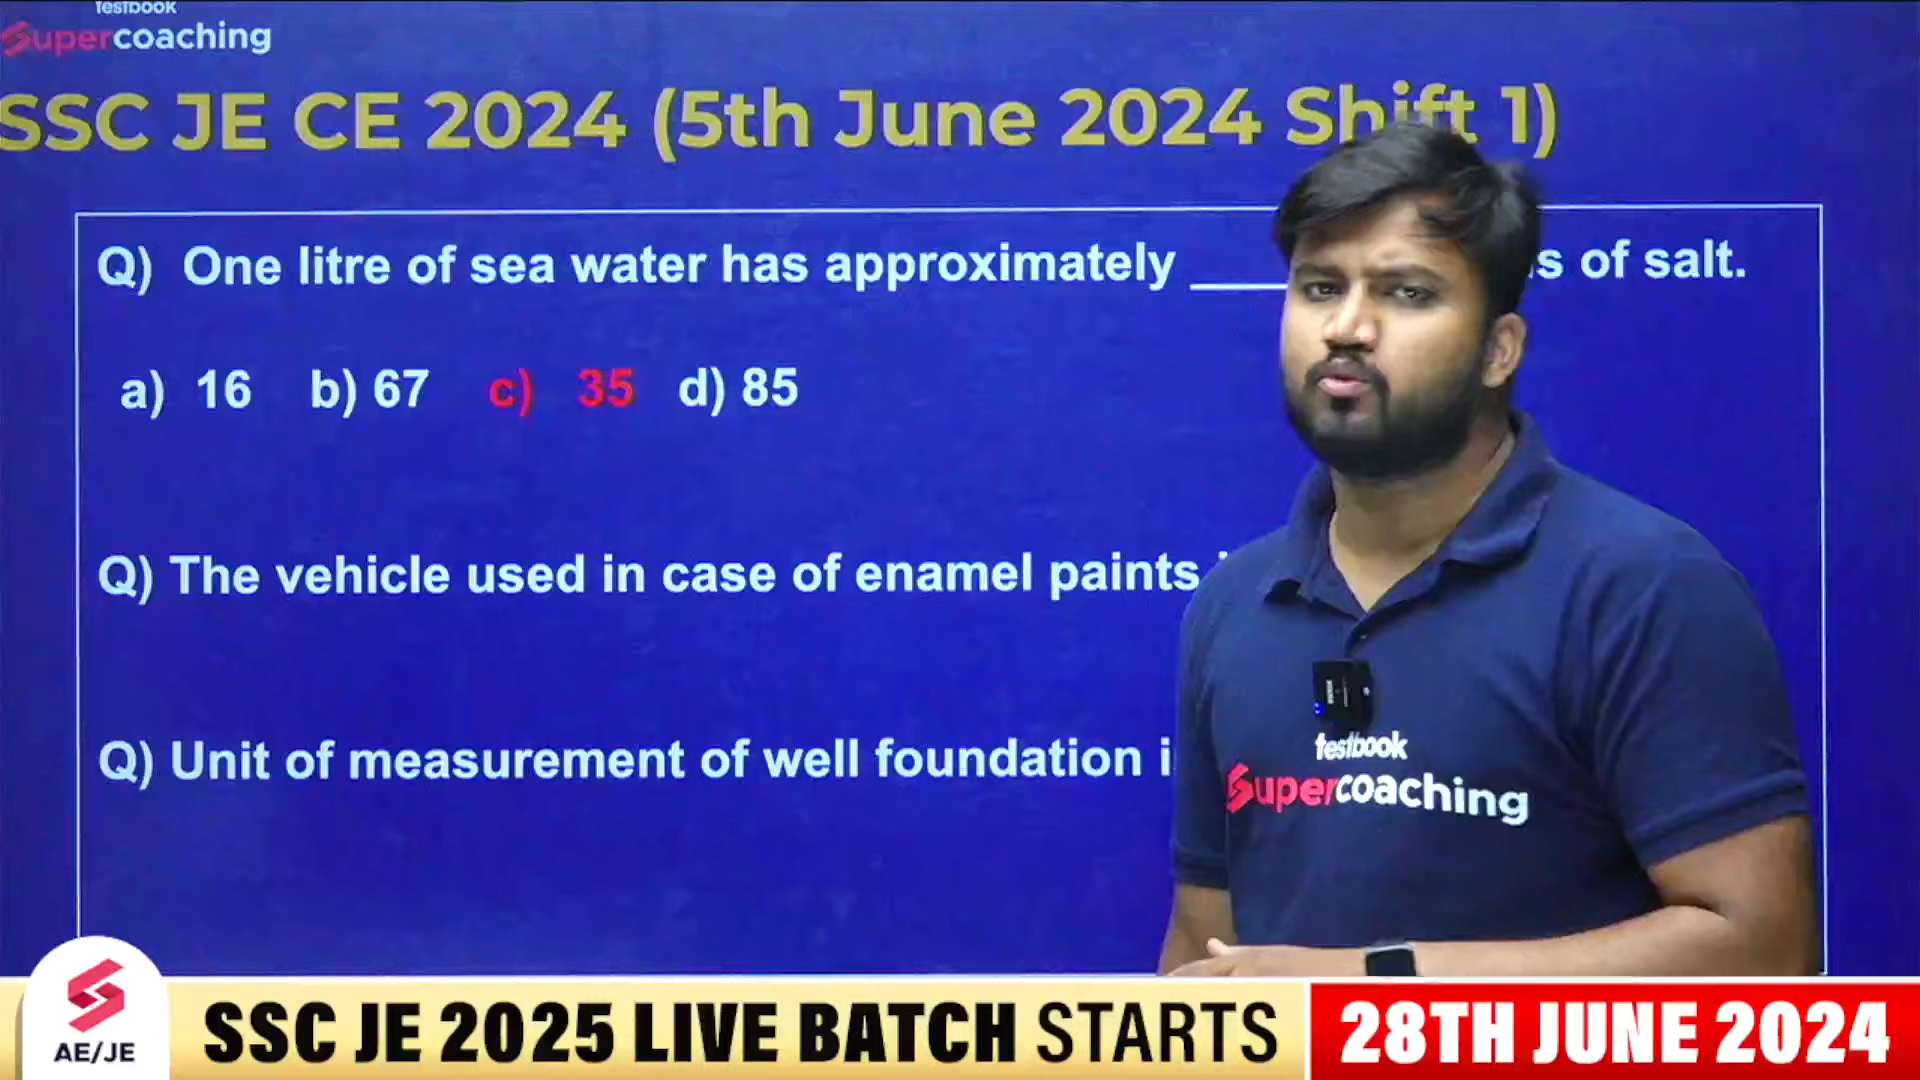 testbook
Supercoaching
SSC JE CE 2024 (5th June 2024 Shift 1)
Q) One litre of sea water has approximately ____ of salt.
a) 16 b) 67 c) 35 d) 85
Q) The vehicle used in case of enamel paints
Q) Unit of measurement of well foundation
testbook
Supercoaching
AE/JE
SSC JE 2025 LIVE BATCH STARTS
28TH JUNE 2024